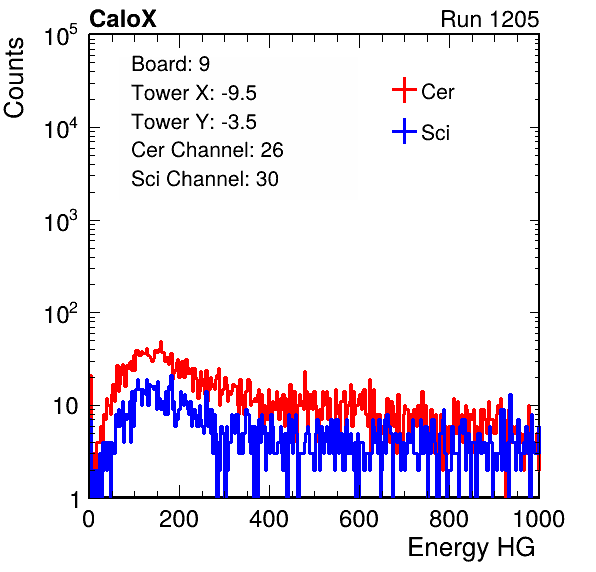 CaloX Run 1205
Counts
10^5
10^4
10^3
10^2
10
1
Board: 9
Tower X: -9.5
Tower Y: -3.5
Cer Channel: 26
Sci Channel: 30
Cer
Sci
0 200 400 600 800 1000
Energy HG